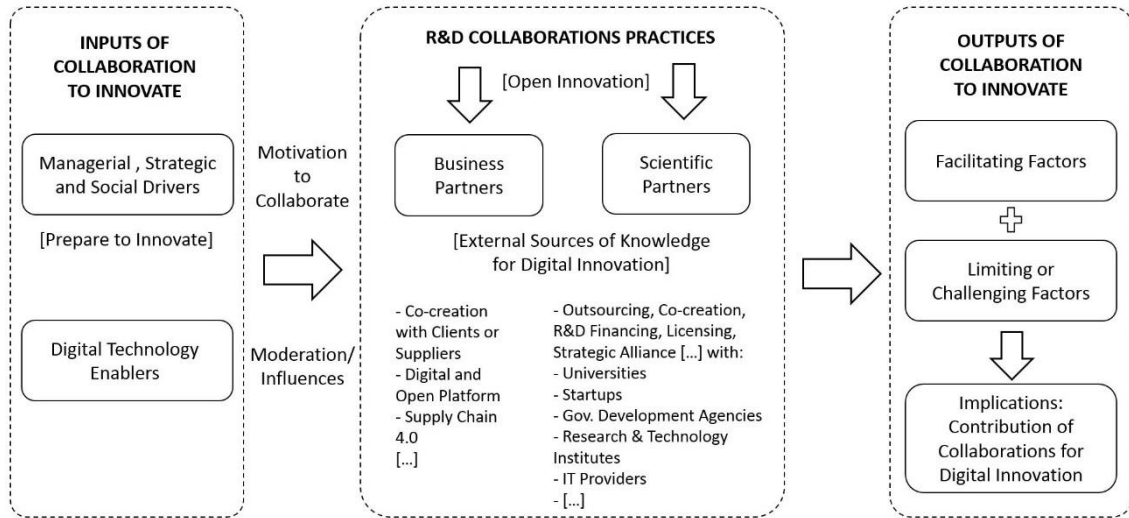 INPUTS OF
COLLABORATION
TO INNOVATE
Managerial , Strategic
and Social Drivers
[Prepare to Innovate]
Digital Technology
Enablers
Motivation
to
Collaborate
Moderation/
Influences
R&D COLLABORATIONS PRACTICES
[Open Innovation]
Business
Partners
Scientific
Partners
[External Sources of Knowledge
for Digital Innovation]
- Co-creation
with Clients or
Suppliers
- Digital and
Open Platform
- Supply Chain
4.0
[...]
- Outsourcing, Co-creation,
R&D Financing, Licensing,
Strategic Alliance [...] with:
- Universities
- Startups
- Gov. Development Agencies
- Research & Technology
Institutes
- IT Providers
- [...]
OUTPUTS OF
COLLABORATION
TO INNOVATE
Facilitating Factors
Limiting or
Challenging Factors
Implications:
Contribution of
Collaborations for
Digital Innovation